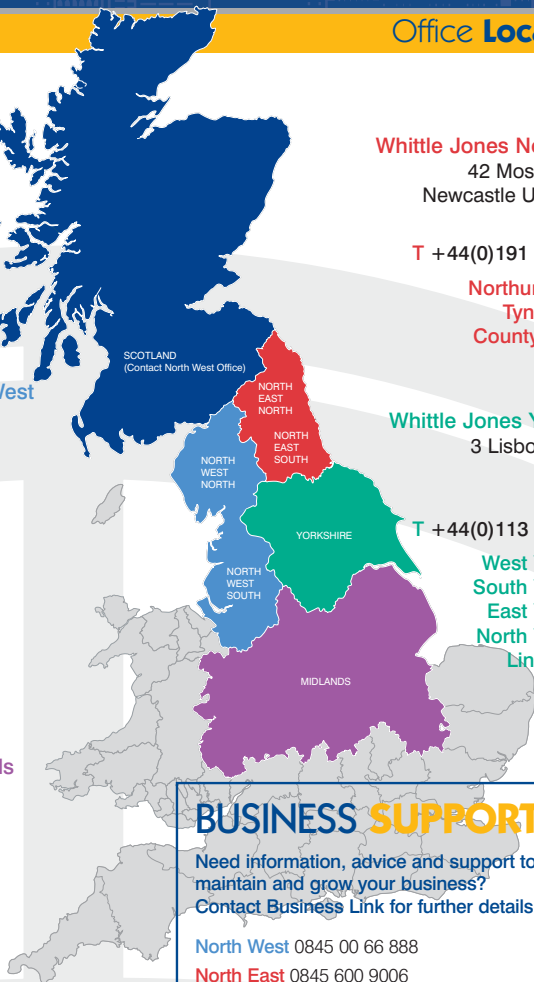 Office Loca
Whittle Jones No
42 Mos
Newcastle U
T +44(0)191
Northu
Tyn
County
SCOTLAND
(Contact North West Office)
West
NORTH
EAST
NORTH
NORTH
EAST
SOUTH
Whittle Jones Y
3 Lisbo
NORTH
WEST
NORTH
YORKSHIRE
T +44(0)113
NORTH
WEST
SOUTH
West
South
East
North
Lin
MIDLANDS
ls
BUSINESS SUPPORT
Need information, advice and support to
maintain and grow your business?
Contact Business Link for further details
North West 0845 00 66 888
North East 0845 600 9006